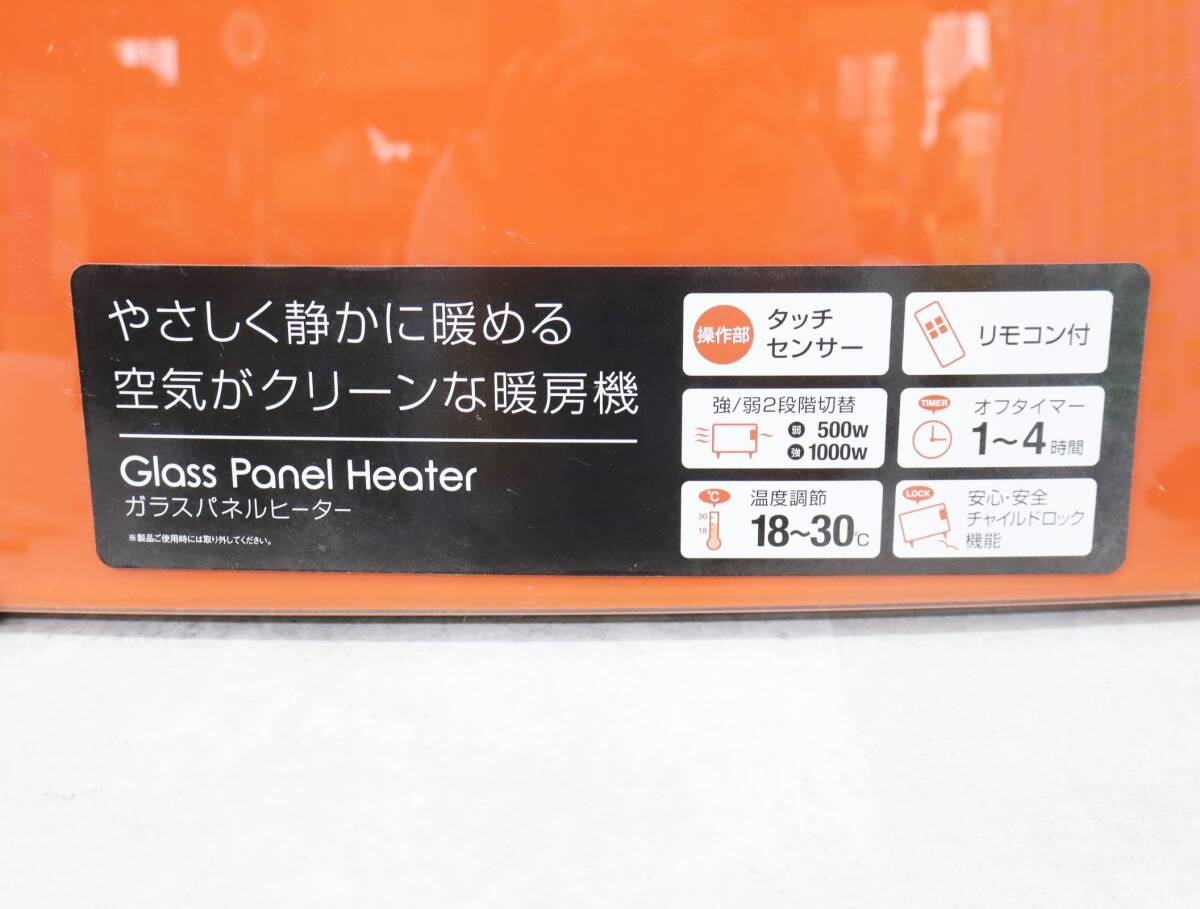 やさしく静かに暖める
空気がクリーンな暖房機
Glass Panel Heater
ガラスパネルヒーター
※製品ご使用時には取り外してください。
操作部
タッチ
センサー
リモコン付
強/弱2段階切替
弱 500w
強 1000w
TIMER
オフタイマー
1~4時間
℃
30
18
温度調節
18~30℃
LOCK
安心・安全
チャイルドロック
機能